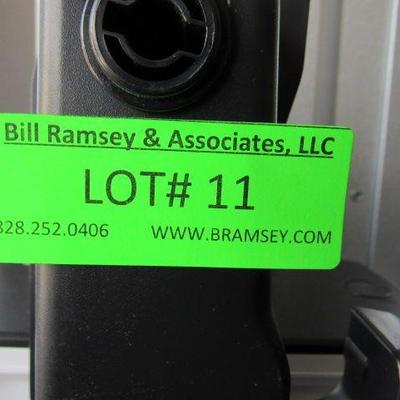 Bill Ramsey & Associates, LLC
LOT# 11
828.252.0406 WWW.BRAMSEY.COM